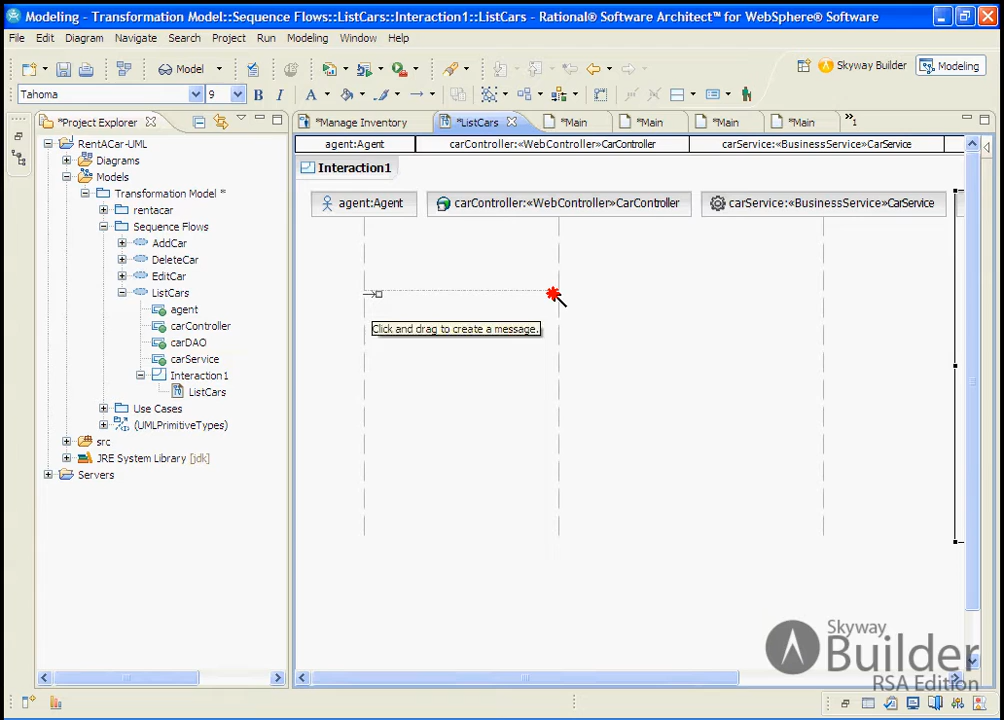 Modeling - Transformation Model::Sequence Flows::ListCars::Interaction1::ListCars - Rational® Software Architect™ for WebSphere® Software
File Edit Diagram Navigate Search Project Run Modeling Window Help
Model
Skyway Builder
Modeling
Tahoma
9
B I A
*Project Explorer
*Manage Inventory
*ListCars
*Main
*Main
*Main
*Main
»1
RentACar-UML
Diagrams
Models
Transformation Model *
rentacar
Sequence Flows
AddCar
DeleteCar
EditCar
ListCars
agent
carController
carDAO
carService
Interaction1
ListCars
Use Cases
(UMLPrimitiveTypes)
src
JRE System Library [jdk]
Servers
agent:Agent
carController:«WebController»CarController
carService:«BusinessService»CarService
Interaction1
agent:Agent
carController:«WebController»CarController
carService:«BusinessService»CarService
Click and drag to create a message.
Skyway
Builder
RSA Edition